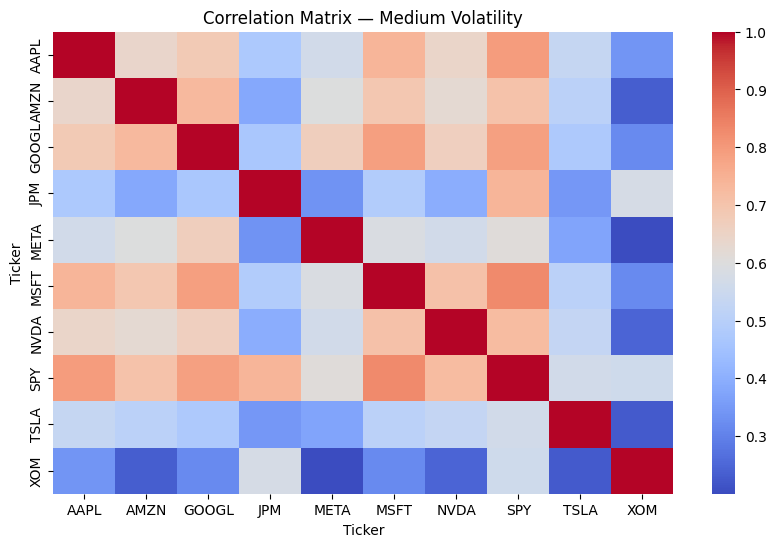 Correlation Matrix — Medium Volatility
Ticker
AAPL
AMZN
GOOGL
JPM
META
MSFT
NVDA
SPY
TSLA
XOM
AAPL AMZN GOOGL JPM META MSFT NVDA SPY TSLA XOM
Ticker
1.0
0.9
0.8
0.7
0.6
0.5
0.4
0.3